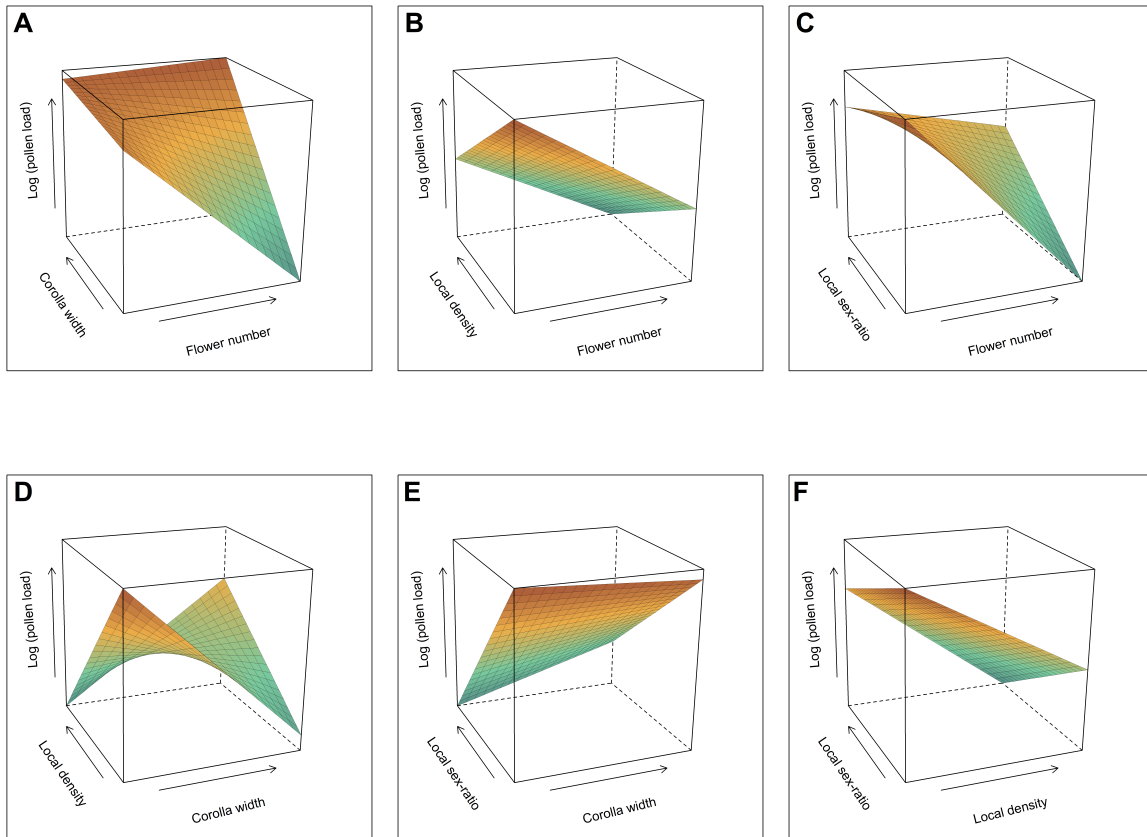 A
Log (pollen load)
Corolla width
Flower number
B
Log (pollen load)
Local density
Flower number
C
Log (pollen load)
Local sex-ratio
Flower number
D
Log (pollen load)
Local density
Corolla width
E
Log (pollen load)
Local sex-ratio
Corolla width
F
Log (pollen load)
Local sex-ratio
Local density